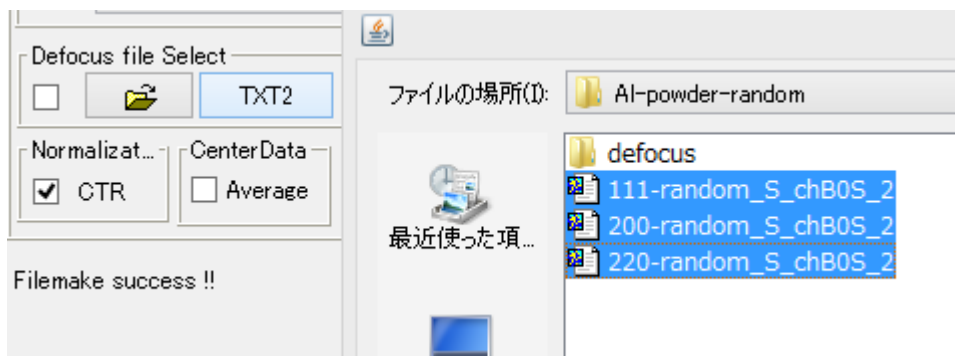 Defocus file Select
TXT2
Normalizat...
CenterData
CTR
Average
Filemake success !!
ファイルの場所(I):
Al-powder-random
最近使った項...
defocus
111-random_S_chB0S_2
200-random_S_chB0S_2
220-random_S_chB0S_2